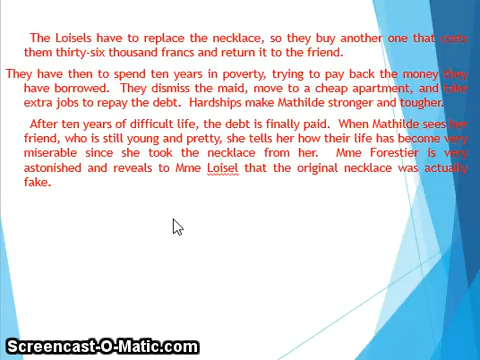 The Loisels have to replace the necklace, so they buy another one that costs
them thirty-six thousand francs and return it to the friend.
They have then to spend ten years in poverty, trying to pay back the money they
have borrowed. They dismiss the maid, move to a cheap apartment, and take
extra jobs to repay the debt. Hardships make Mathilde stronger and tougher.
After ten years of difficult life, the debt is finally paid. When Mathilde sees her
friend, who is still young and pretty, she tells her how their life has become very
miserable since she took the necklace from her. Mme Forestier is very
astonished and reveals to Mme Loisel that the original necklace was actually
fake.
Screencast-O-Matic.com